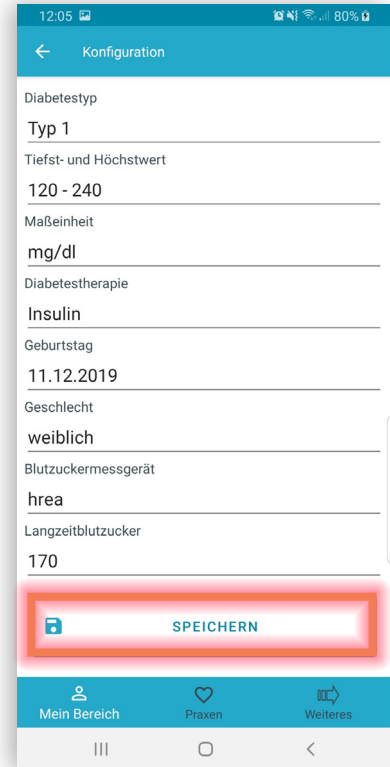 12:05 80%
Konfiguration
Diabetestyp
Typ 1
Tiefst- und Höchstwert
120 - 240
Maßeinheit
mg/dl
Diabetestherapie
Insulin
Geburtstag
11.12.2019
Geschlecht
weiblich
Blutzuckermessgerät
hrea
Langzeitblutzucker
170
SPEICHERN
Mein Bereich Praxen Weiteres